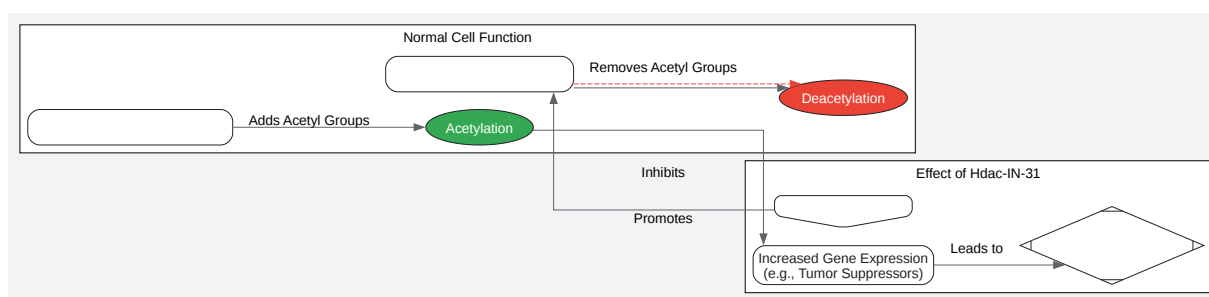 Normal Cell Function
Removes Acetyl Groups
Deacetylation
Adds Acetyl Groups
Acetylation
Inhibits
Effect of Hdac-IN-31
Promotes
Increased Gene Expression
(e.g., Tumor Suppressors)
Leads to